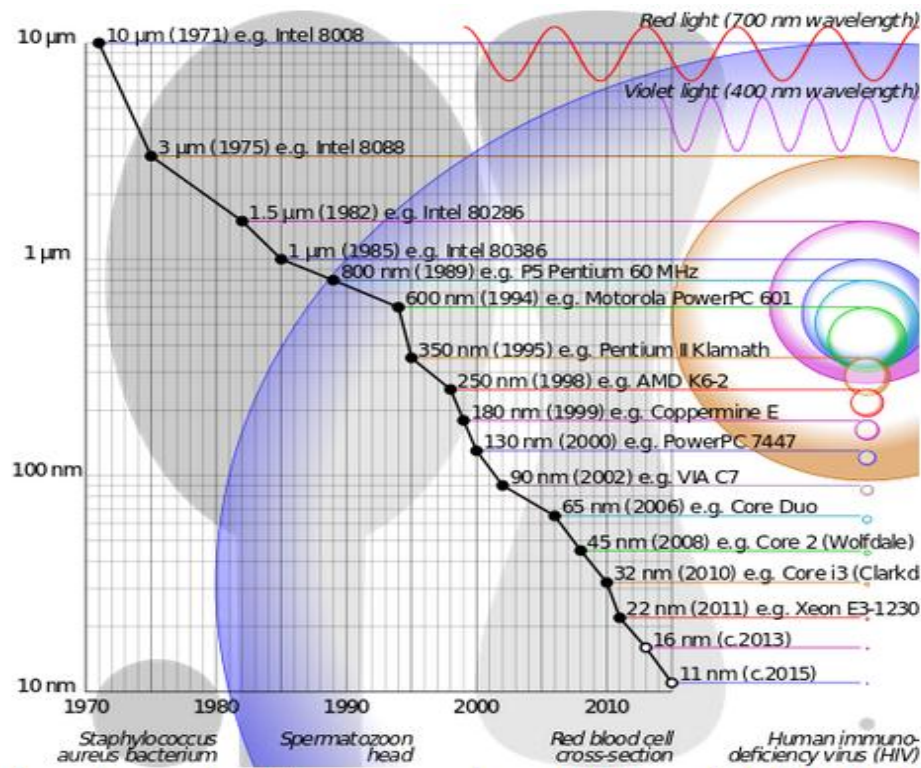 Red light (700 nm wavelength)
10 µm
10 µm (1971) e.g. Intel 8008
Violet light (400 nm wavelength)
3 µm (1975) e.g. Intel 8088
1.5 µm (1982) e.g. Intel 80286
1 µm
1 µm (1985) e.g. Intel 80386
800 nm (1989) e.g. P5 Pentium 60 MHz
600 nm (1994) e.g. Motorola PowerPC 601
350 nm (1995) e.g. Pentium II Klamath
250 nm (1998) e.g. AMD K6-2
180 nm (1999) e.g. Coppermine E
130 nm (2000) e.g. PowerPC 7447
100 nm
90 nm (2002) e.g. VIA C7
65 nm (2006) e.g. Core Duo
45 nm (2008) e.g. Core 2 (Wolfdale)
32 nm (2010) e.g. Core i3 (Clarkd
22 nm (2011) e.g. Xeon E3-1230
16 nm (c.2013)
11 nm (c.2015)
10 nm
1970 1980 1990 2000 2010
Staphylococcus
aureus bacterium
Spermatozoon
head
Red blood cell
cross-section
Human immuno-
deficiency virus (HIV)